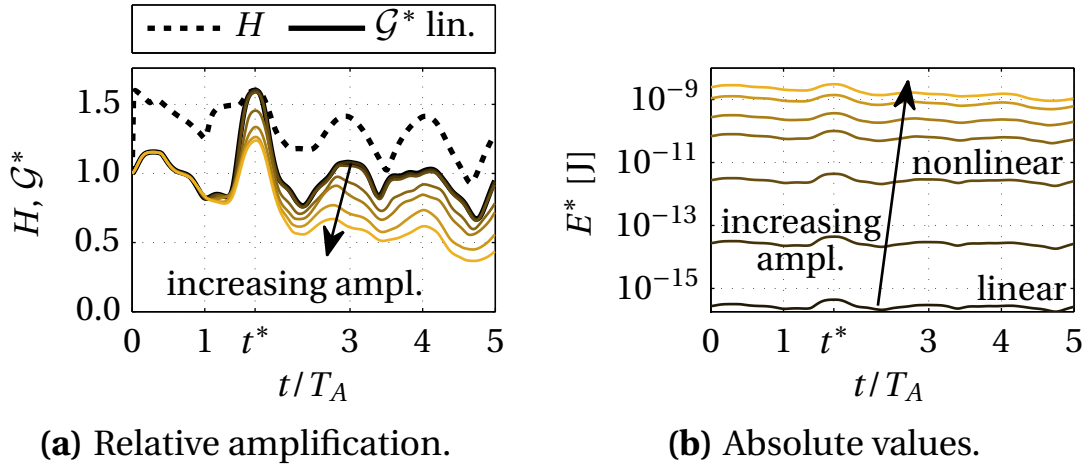 H 𝒢* lin.
H, 𝒢*
1.5
1.0
0.5
0.0
increasing ampl.
0 1 t* 3 4 5
t/T_A
(a) Relative amplification.
E* [J]
10⁻⁹
10⁻¹¹
10⁻¹³
10⁻¹⁵
nonlinear
increasing
ampl.
linear
0 1 t* 3 4 5
t/T_A
(b) Absolute values.